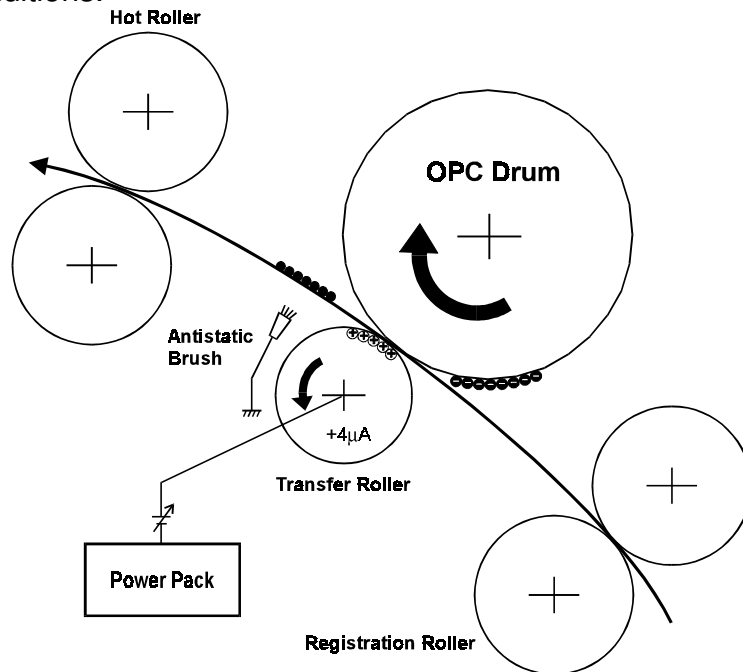 Hot Roller
OPC Drum
Antistatic
Brush
+4µA
Transfer Roller
Power Pack
Registration Roller